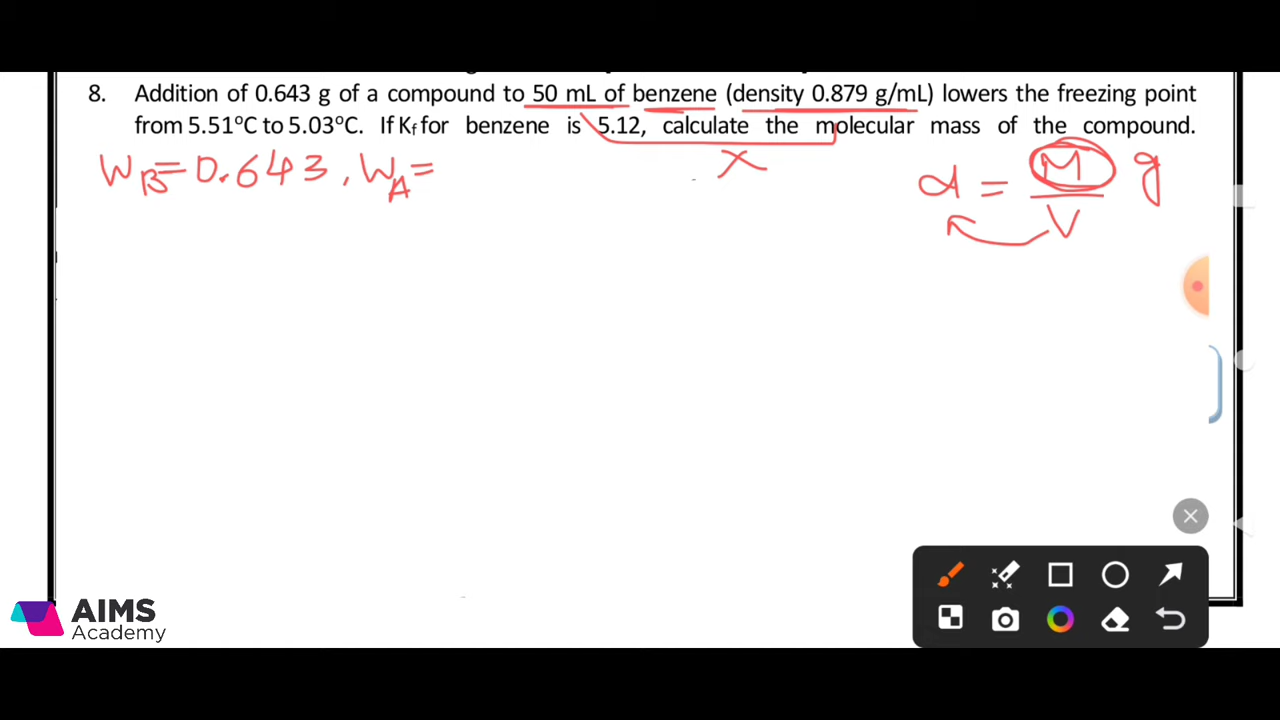 8. Addition of 0.643 g of a compound to 50 mL of benzene (density 0.879 g/mL) lowers the freezing point
from 5.51°C to 5.03°C. If Kf for benzene is 5.12, calculate the molecular mass of the compound.
WB=0.643, WA=
X
d = M/V g
AIMS
Academy